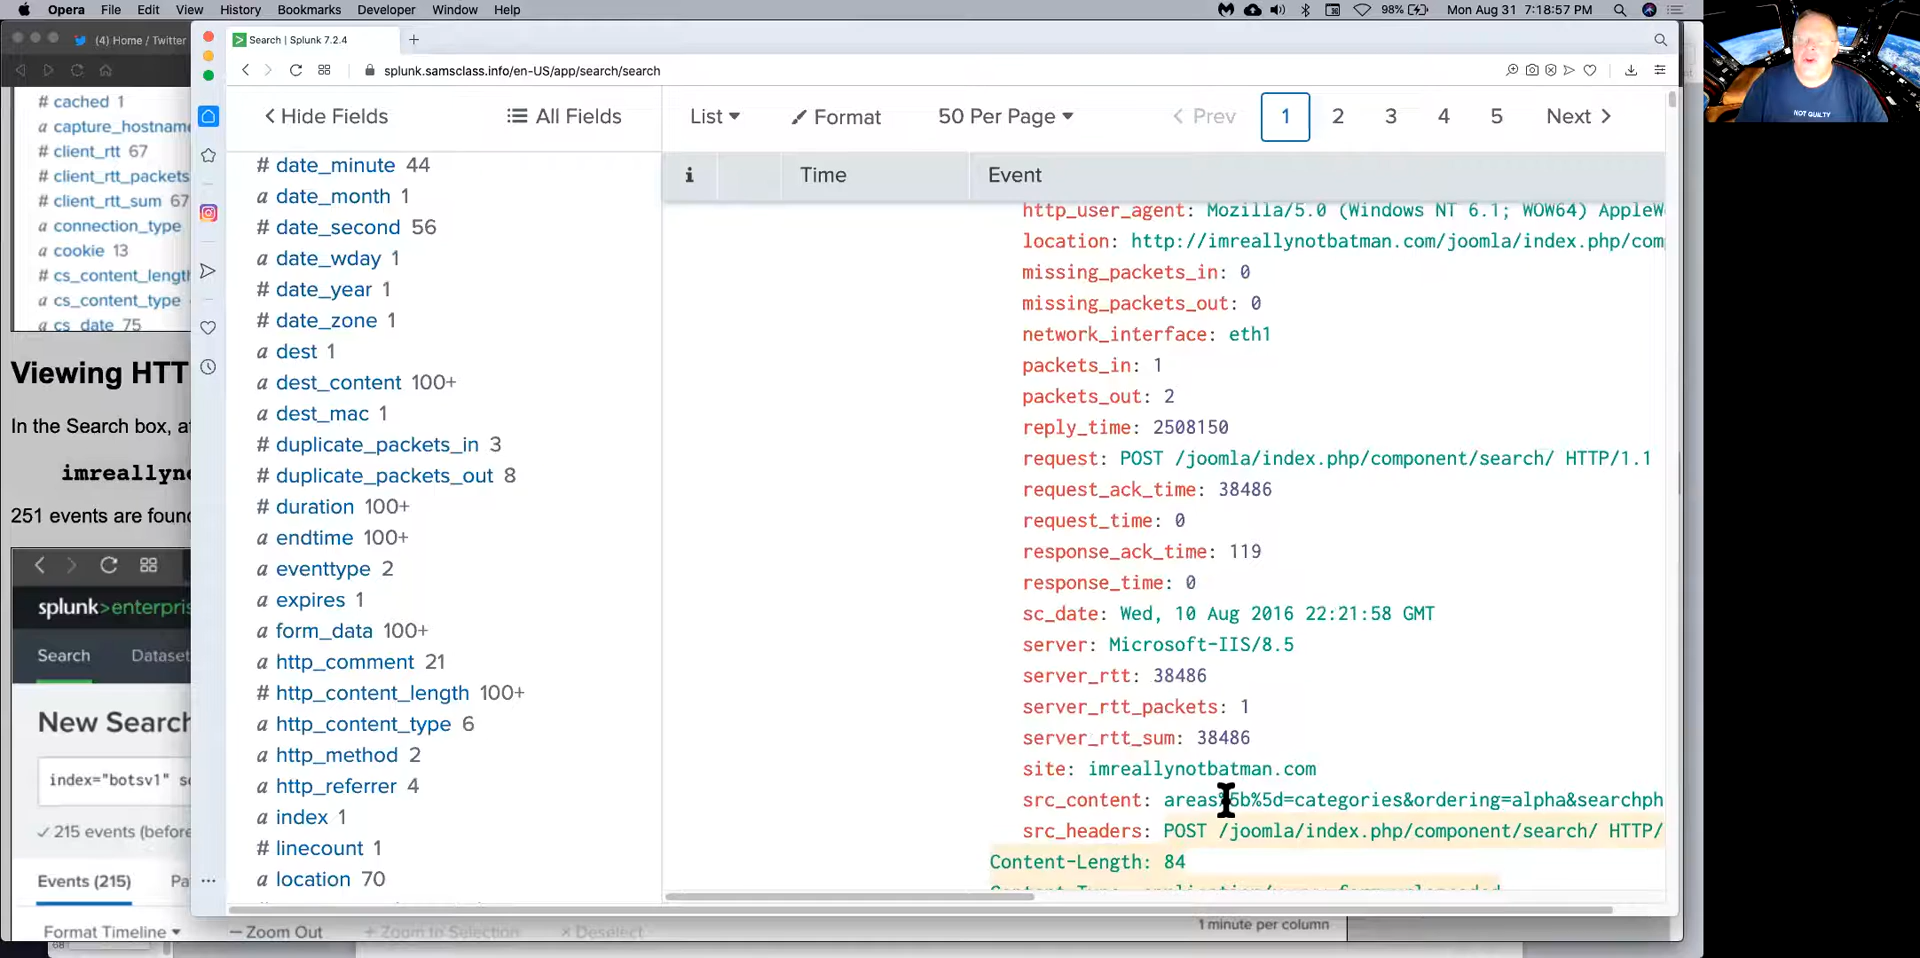 Opera File Edit View History Bookmarks Developer Window Help 98% Mon Aug 31 7:18:57 PM
(4) Home / Twitter
Search | Splunk 7.2.4
splunk.samsclass.info/en-US/app/search/search
# cached 1
a capture_hostname
# client_rtt 67
# client_rtt_packets
# client_rtt_sum 67
a connection_type
a cookie 13
# cs_content_length
a cs_content_type
a cs_date 75
Viewing HTT
In the Search box, a
imreallyno
251 events are foun
splunk>enterpris
Search Datase
New Search
index="botsv1" s
✓ 215 events (before
Events (215) Pa
Format Timeline — Zoom Out + Zoom to Selection × Deselect 1 minute per column
68
Hide Fields All Fields
# date_minute 44
a date_month 1
# date_second 56
a date_wday 1
# date_year 1
# date_zone 1
a dest 1
a dest_content 100+
a dest_mac 1
# duplicate_packets_in 3
# duplicate_packets_out 8
# duration 100+
a endtime 100+
a eventtype 2
a expires 1
a form_data 100+
a http_comment 21
# http_content_length 100+
a http_content_type 6
a http_method 2
a http_referrer 4
a index 1
# linecount 1
a location 70
List Format 50 Per Page Prev 1 2 3 4 5 Next
i Time Event
http_user_agent: Mozilla/5.0 (Windows NT 6.1; WOW64) AppleW
location: http://imreallynotbatman.com/joomla/index.php/com
missing_packets_in: 0
missing_packets_out: 0
network_interface: eth1
packets_in: 1
packets_out: 2
reply_time: 2508150
request: POST /joomla/index.php/component/search/ HTTP/1.1
request_ack_time: 38486
request_time: 0
response_ack_time: 119
response_time: 0
sc_date: Wed, 10 Aug 2016 22:21:58 GMT
server: Microsoft-IIS/8.5
server_rtt: 38486
server_rtt_packets: 1
server_rtt_sum: 38486
site: imreallynotbatman.com
src_content: areas%5b%5d=categories&ordering=alpha&searchph
src_headers: POST /joomla/index.php/component/search/ HTTP/
Content-Length: 84
NOT GUILTY